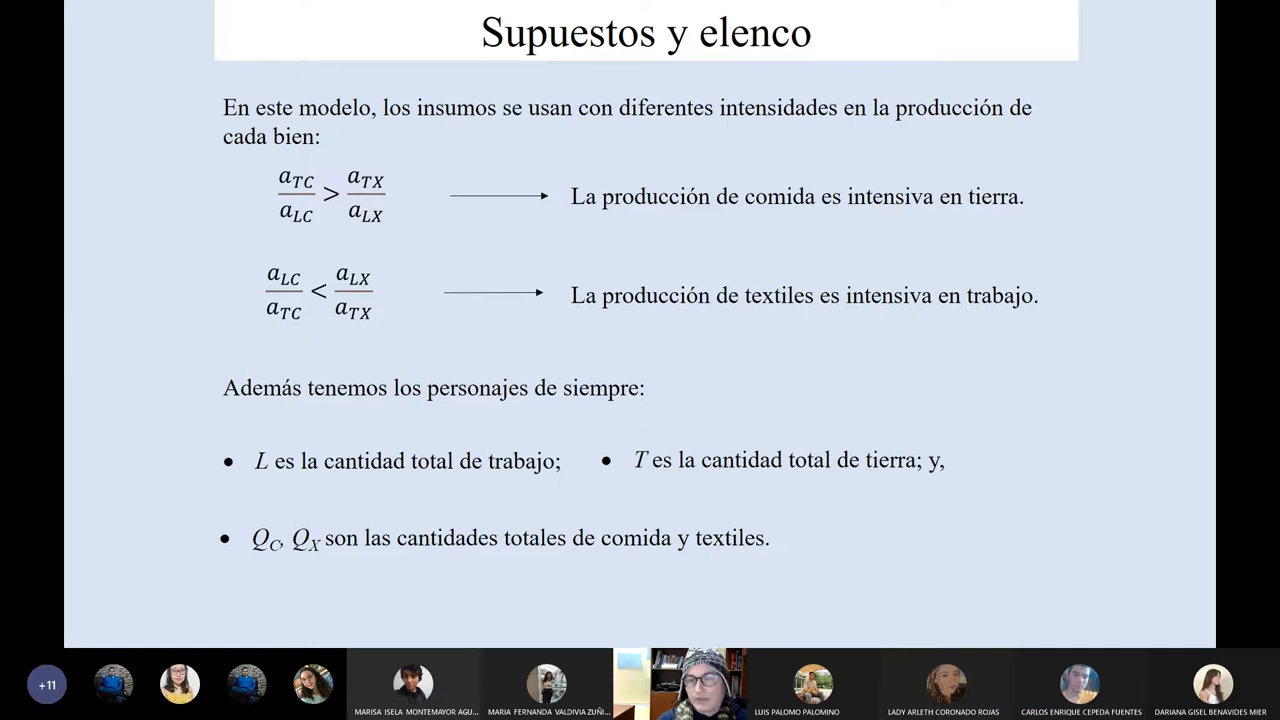 Supuestos y elenco
En este modelo, los insumos se usan con diferentes intensidades en la producción de
cada bien:
a_TC / a_LC > a_TX / a_LX
La producción de comida es intensiva en tierra.
a_LC / a_TC < a_LX / a_TX
La producción de textiles es intensiva en trabajo.
Además tenemos los personajes de siempre:
• L es la cantidad total de trabajo;
• T es la cantidad total de tierra; y,
• Q_C, Q_X son las cantidades totales de comida y textiles.
+11
MARISA ISELA MONTEMAYOR AGU...
MARIA FERNANDA VALDIVIA ZUÑI...
LUIS PALOMO PALOMINO
LADY ARLETH CORONADO ROJAS
CARLOS ENRIQUE CEPEDA FUENTES
DARIANA GISEL BENAVIDES MIER